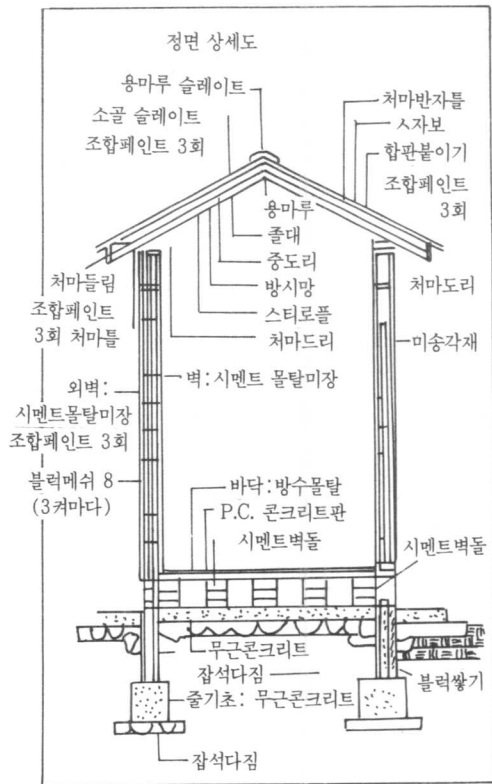 정면 상세도
용마루 슬레이트
소골 슬레이트
조합페인트 3회
처마반자틀
ㅅ자보
합판붙이기
조합페인트
3회
용마루
졸대
중도리
방시망
스티로플
처마드리
처마들림
조합페인트
3회 처마틀
처마도리
미송각재
외벽:
시멘트몰탈미장
조합페인트 3회
벽:시멘트 몰탈미장
블럭메쉬 8
(3켜마다)
바닥:방수몰탈
P.C. 콘크리트판
시멘트벽돌
시멘트벽돌
무근콘크리트
잡석다짐
블럭쌓기
줄기초: 무근콘크리트
잡석다짐